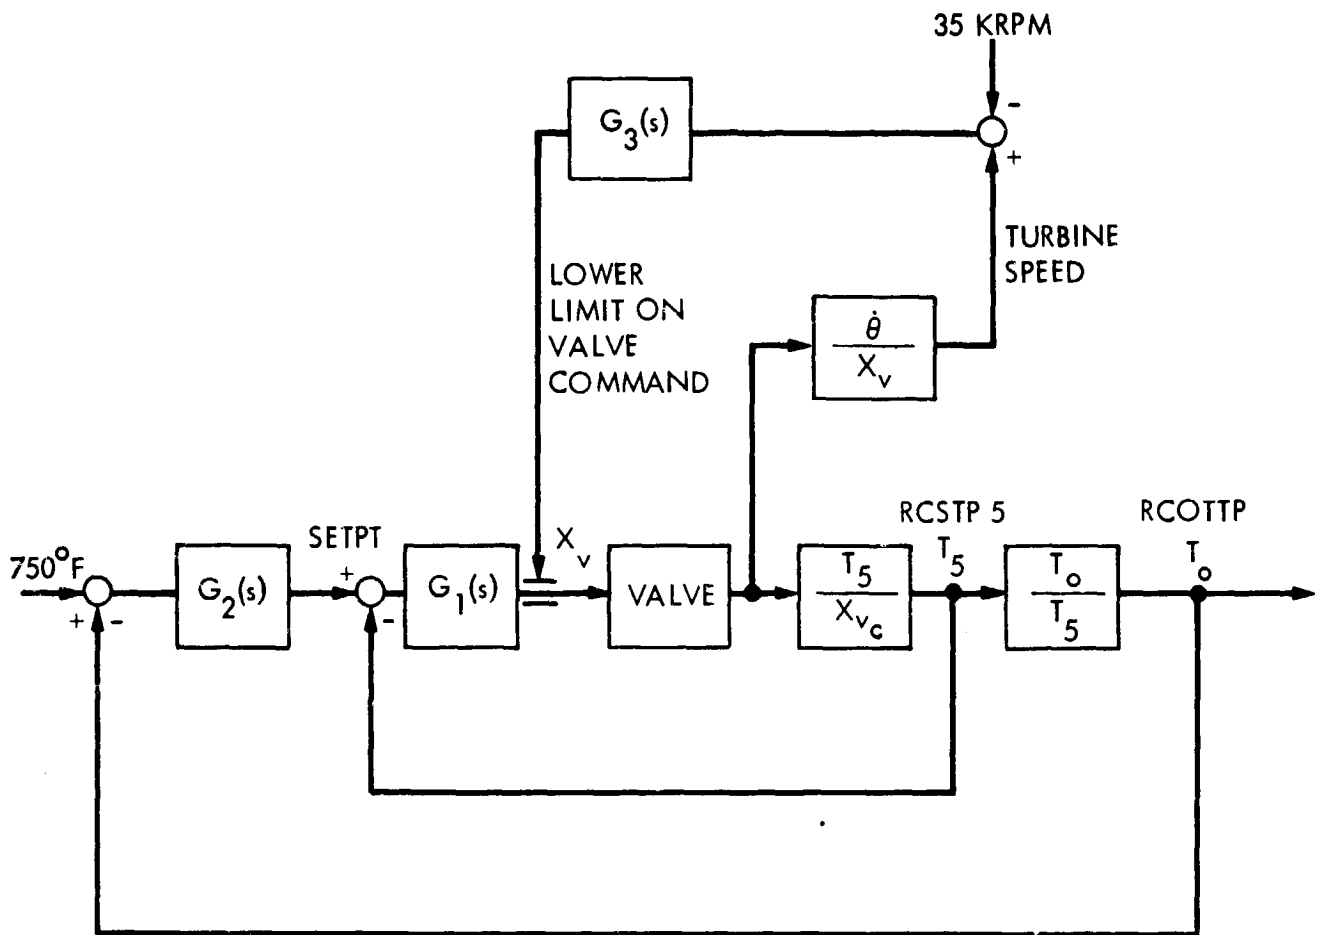 35 KRPM
-
G3(s)
+
TURBINE
SPEED
LOWER
LIMIT ON
VALVE
COMMAND
θ̇
Xv
RCSTP 5
RCOTTP
SETPT
Xv
T5
To
750°F
+
-
G2(s)
+
-
G1(s)
VALVE
T5
Xvc
To
T5